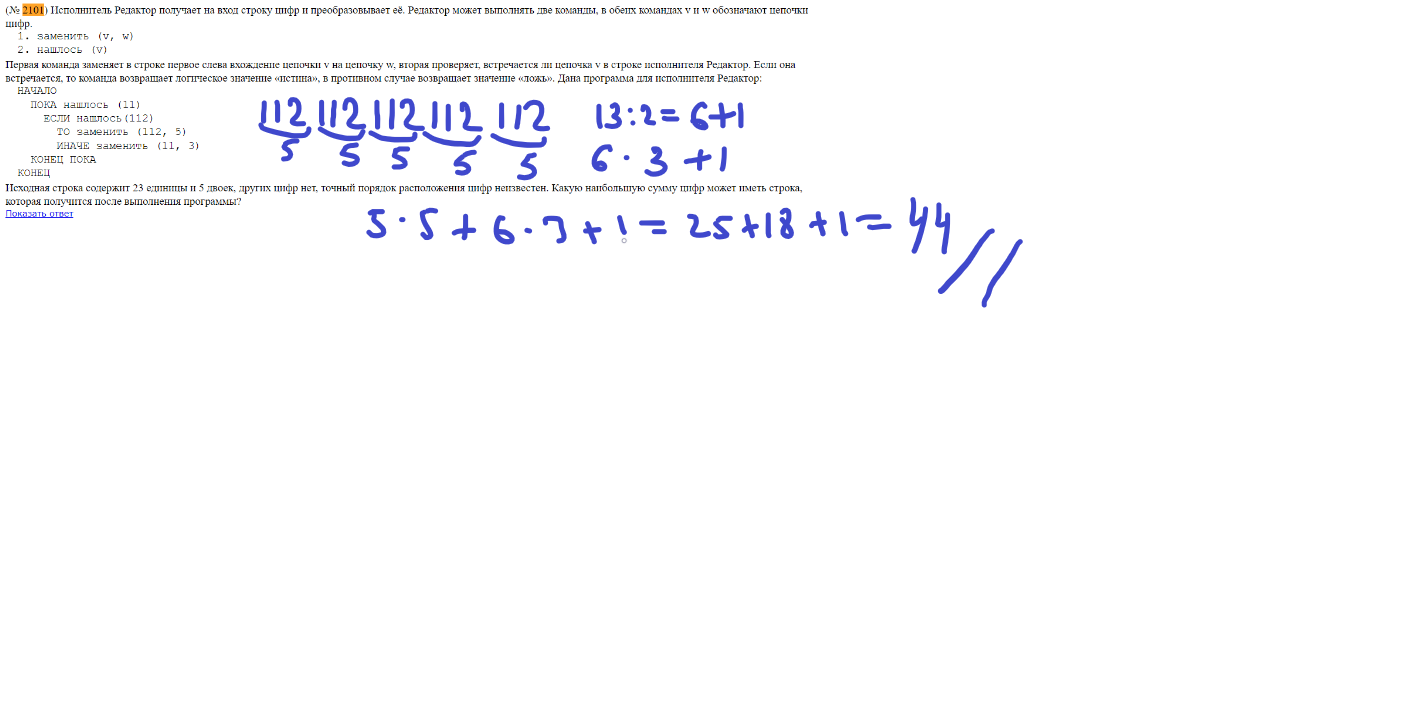 (№ 2101) Исполнитель Редактор получает на вход строку цифр и преобразовывает её. Редактор может выполнять две команды, в обеих командах v и w обозначают цепочки
цифр.
1. заменить (v, w)
2. нашлось (v)
Первая команда заменяет в строке первое слева вхождение цепочки v на цепочку w, вторая проверяет, встречается ли цепочка v в строке исполнителя Редактор. Если она
встречается, то команда возвращает логическое значение «истина», в противном случае возвращает значение «ложь». Дана программа для исполнителя Редактор:
НАЧАЛО
ПОКА нашлось (11)
ЕСЛИ нашлось(112)
ТО заменить (112, 5)
ИНАЧЕ заменить (11, 3)
КОНЕЦ ПОКА
КОНЕЦ
112 112 112 112 112
5 5 5 5 5
13:2= 6+1
6 · 3 +1
Исходная строка содержит 23 единицы и 5 двоек, других цифр нет, точный порядок расположения цифр неизвестен. Какую наибольшую сумму цифр может иметь строка,
которая получится после выполнения программы?
Показать ответ
5 · 5 + 6 · 3 + 1 = 25+18 +1 = 44 //